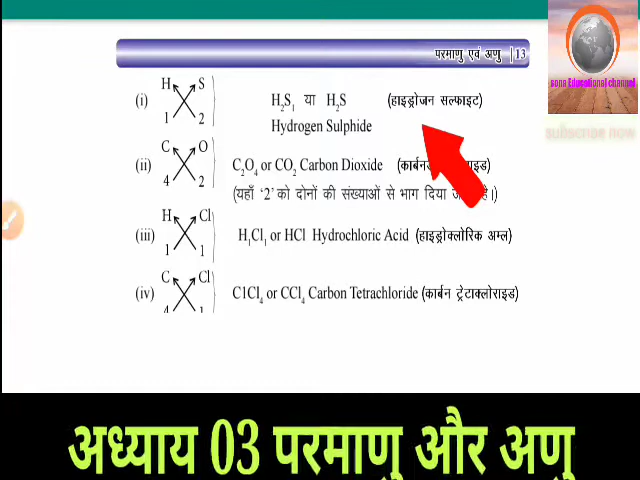 परमाणु एवं अणु | 13
sona Educational channel
subscribe now
H S
(i) H2S1 या H2S (हाइड्रोजन सल्फाइट)
1 2
Hydrogen Sulphide
C O
(ii) C2O4 or CO2 Carbon Dioxide
4 2
(यहाँ '2' को दोनों की संख्याओं से भाग दिया है।)
H Cl
(iii) H1Cl1 or HCl Hydrochloric Acid (हाइड्रोक्लोरिक अम्ल)
1 1
C Cl
(iv) C1Cl4 or CCl4 Carbon Tetrachloride (कार्बन ट्रेटाक्लोराइड)
4 1
अध्याय 03 परमाणु और अणु